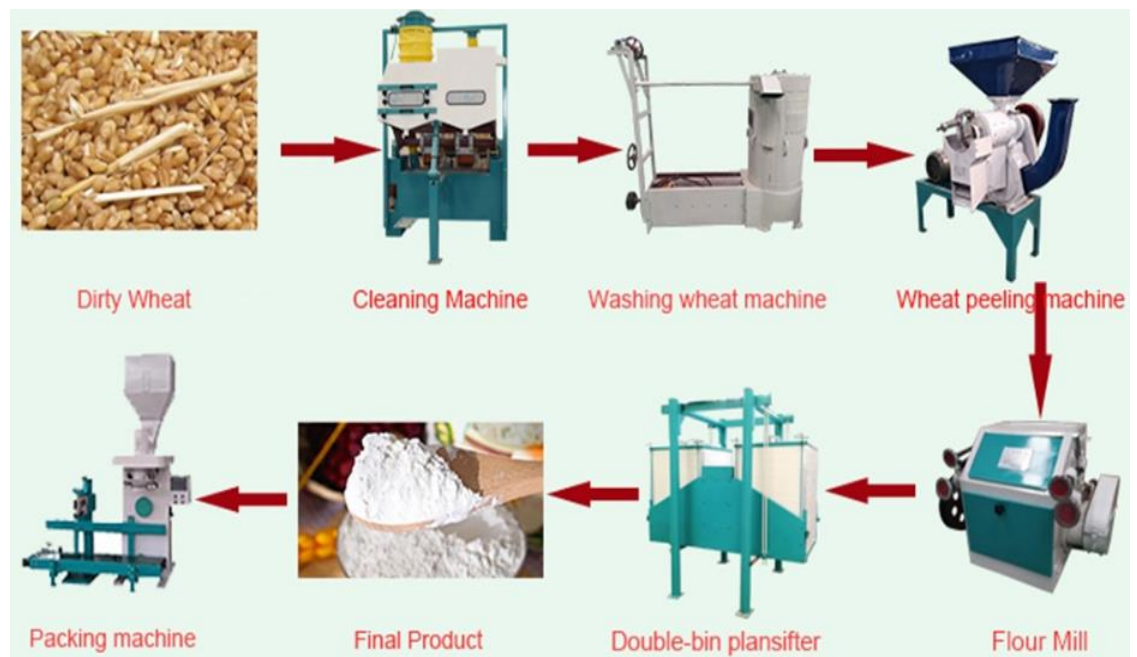 Dirty Wheat
Cleaning Machine
Washing wheat machine
Wheat peeling machine
Packing machine
Final Product
Double-bin plansifter
Flour Mill